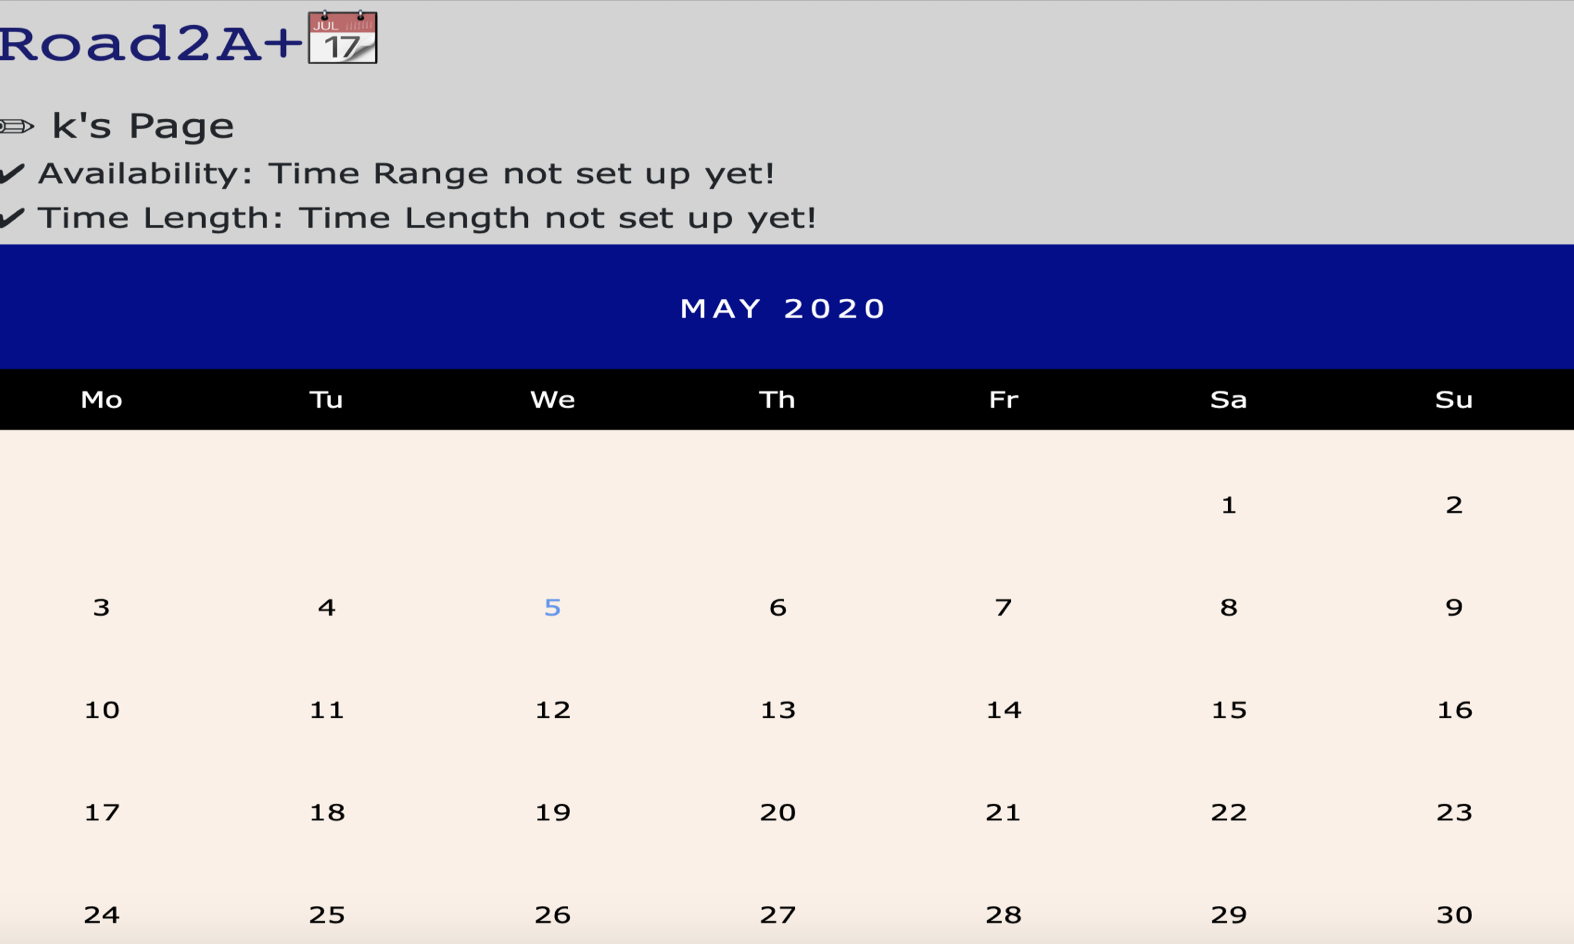 Road2A+ JUL 17
✏ k's Page
✔ Availability: Time Range not set up yet!
✔ Time Length: Time Length not set up yet!
MAY 2020
Mo Tu We Th Fr Sa Su
1 2
3 4 5 6 7 8 9
10 11 12 13 14 15 16
17 18 19 20 21 22 23
24 25 26 27 28 29 30